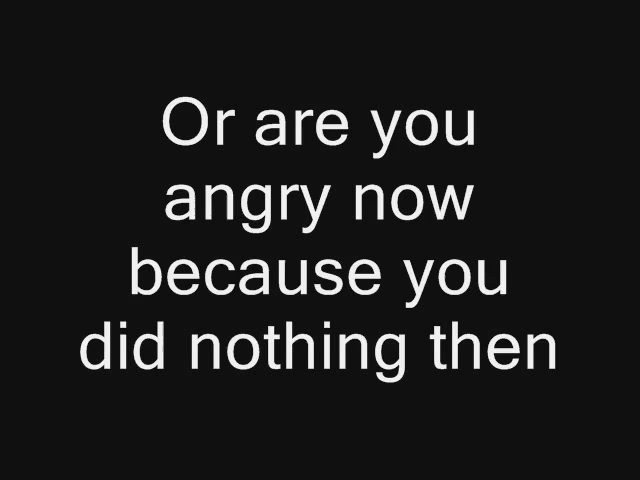 Or are you
angry now
because you
did nothing then